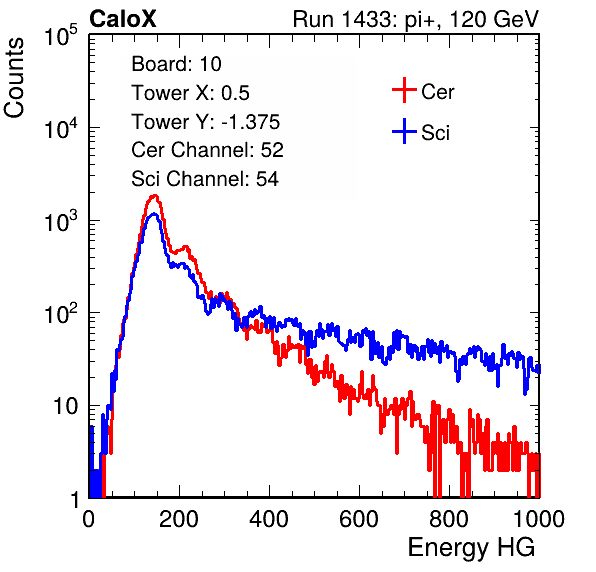 CaloX Run 1433: pi+, 120 GeV
Counts
Board: 10
Tower X: 0.5
Tower Y: -1.375
Cer Channel: 52
Sci Channel: 54
Cer
Sci
10^5
10^4
10^3
10^2
10
1
0 200 400 600 800 1000
Energy HG